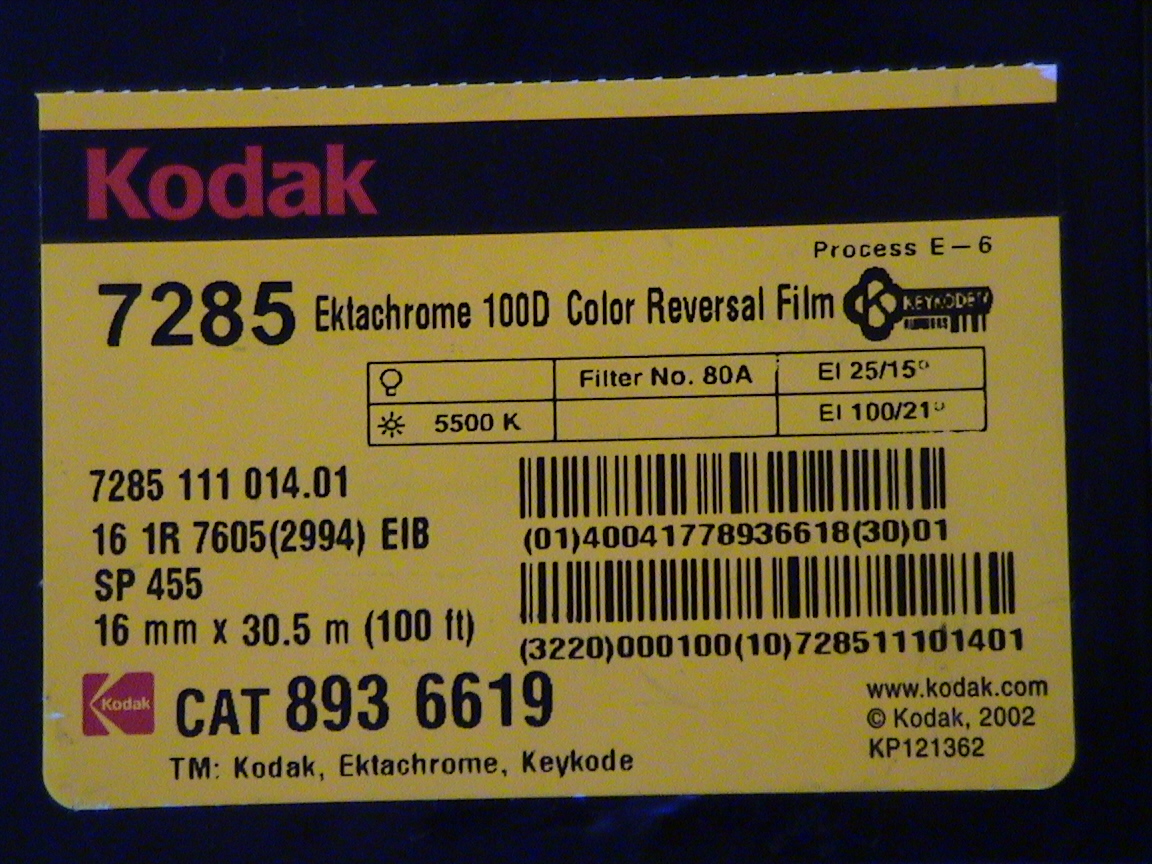 Kodak
Process E-6
7285 Ektachrome 100D Color Reversal Film
KEYKODE
NUMBERS
Filter No. 80A EI 25/15°
5500 K EI 100/21°
7285 111 014.01
16 1R 7605(2994) EIB
SP 455
16 mm x 30.5 m (100 ft)
(01)40041778936618(30)01
(3220)000100(10)728511101401
Kodak
CAT 893 6619
TM: Kodak, Ektachrome, Keykode
www.kodak.com
© Kodak, 2002
KP121362